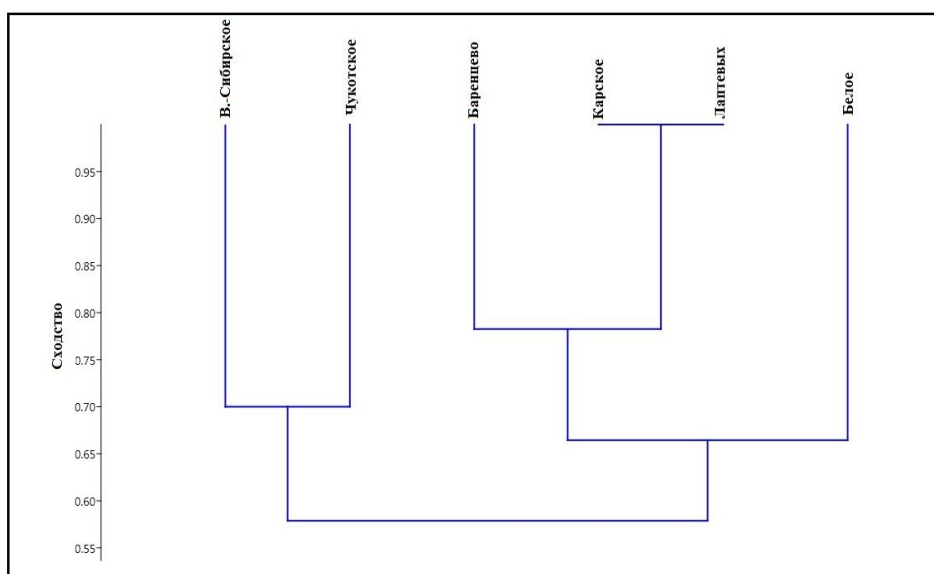 В.-Сибирское
Чукотское
Баренцево
Карское
Лаптевых
Белое
Сходство
0.95
0.90
0.85
0.80
0.75
0.70
0.65
0.60
0.55